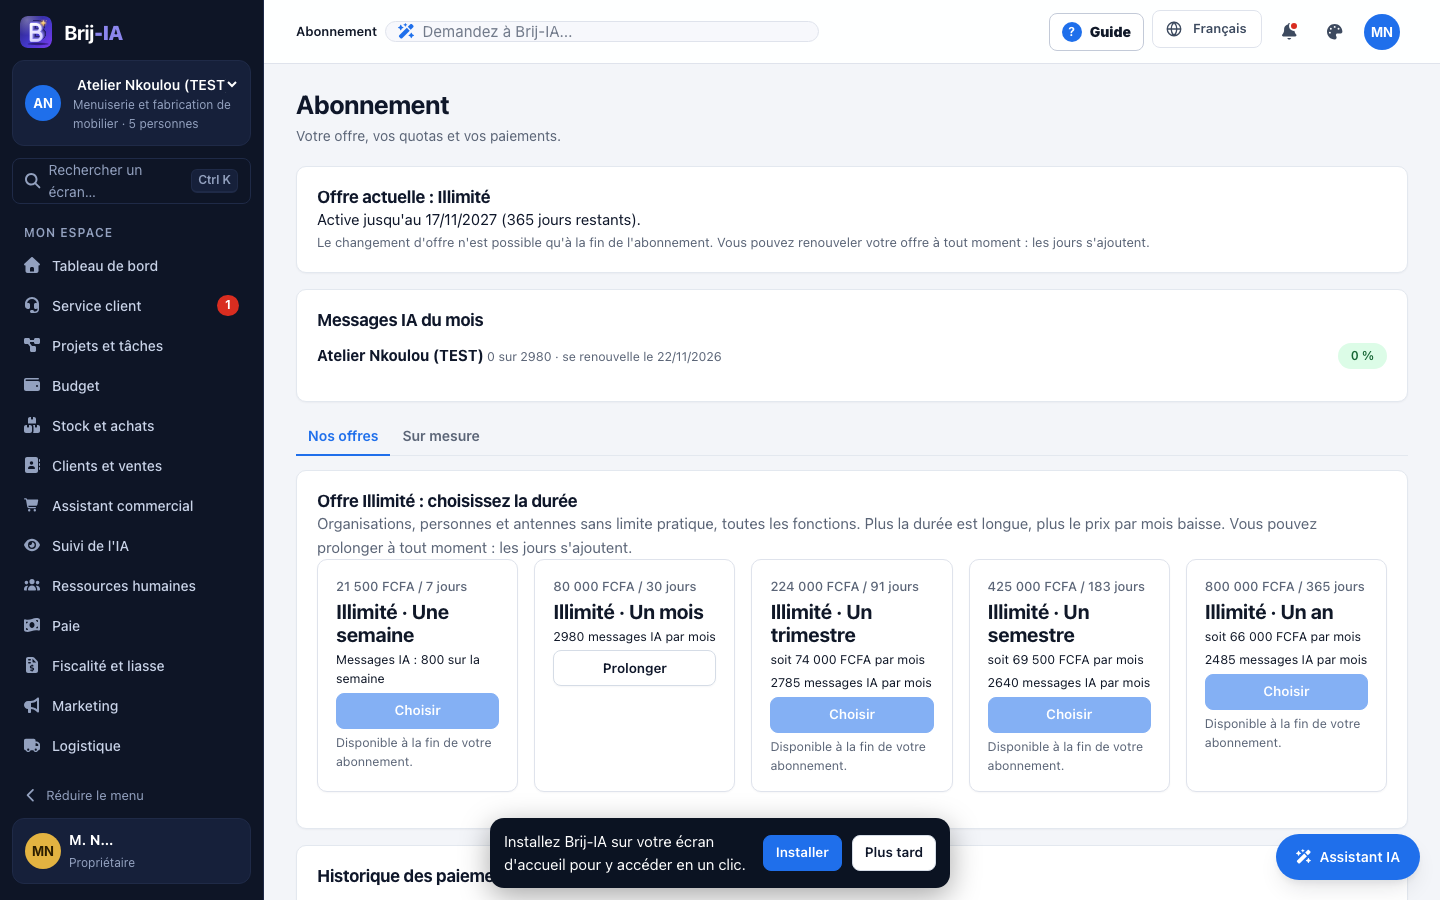 Brij-IA
Atelier Nkoulou (TEST
AN
Menuiserie et fabrication de
mobilier · 5 personnes
Rechercher un
écran...
Ctrl K
MON ESPACE
Tableau de bord
Service client
1
Projets et tâches
Budget
Stock et achats
Clients et ventes
Assistant commercial
Suivi de l'IA
Ressources humaines
Paie
Fiscalité et liasse
Marketing
Logistique
Réduire le menu
MN
M. N...
Propriétaire
Abonnement
Demandez à Brij-IA...
? Guide
Français
MN
Abonnement
Votre offre, vos quotas et vos paiements.
Offre actuelle : Illimité
Active jusqu'au 17/11/2027 (365 jours restants).
Le changement d'offre n'est possible qu'à la fin de l'abonnement. Vous pouvez renouveler votre offre à tout moment : les jours s'ajoutent.
Messages IA du mois
Atelier Nkoulou (TEST) 0 sur 2980 · se renouvelle le 22/11/2026
0 %
Nos offres
Sur mesure
Offre Illimité : choisissez la durée
Organisations, personnes et antennes sans limite pratique, toutes les fonctions. Plus la durée est longue, plus le prix par mois baisse. Vous pouvez
prolonger à tout moment : les jours s'ajoutent.
21 500 FCFA / 7 jours
Illimité · Une
semaine
Messages IA : 800 sur la
semaine
Choisir
Disponible à la fin de votre
abonnement.
80 000 FCFA / 30 jours
Illimité · Un mois
2980 messages IA par mois
Prolonger
224 000 FCFA / 91 jours
Illimité · Un
trimestre
soit 74 000 FCFA par mois
2785 messages IA par mois
Choisir
Disponible à la fin de votre
abonnement.
425 000 FCFA / 183 jours
Illimité · Un
semestre
soit 69 500 FCFA par mois
2640 messages IA par mois
Choisir
Disponible à la fin de votre
abonnement.
800 000 FCFA / 365 jours
Illimité · Un an
soit 66 000 FCFA par mois
2485 messages IA par mois
Choisir
Disponible à la fin de votre
abonnement.
Installez Brij-IA sur votre écran
d'accueil pour y accéder en un clic.
Installer
Plus tard
Assistant IA
Historique des paieme